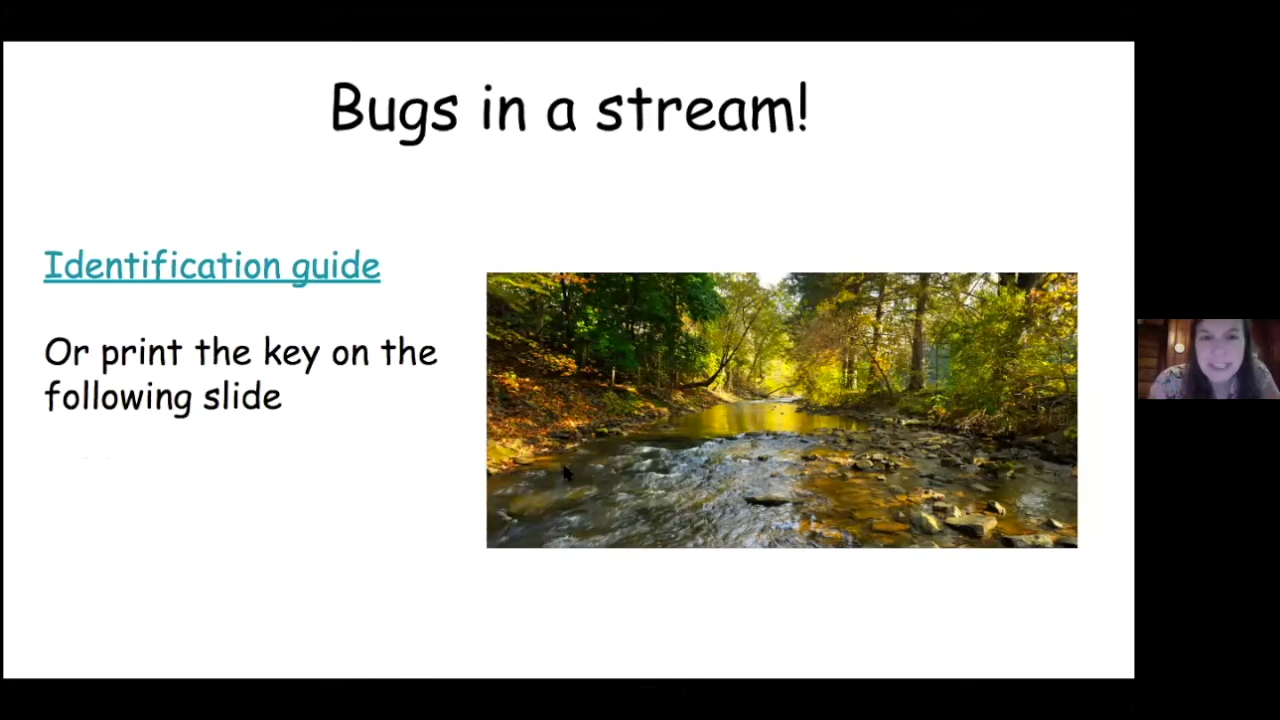 Bugs in a stream!
Identification guide
Or print the key on the
following slide